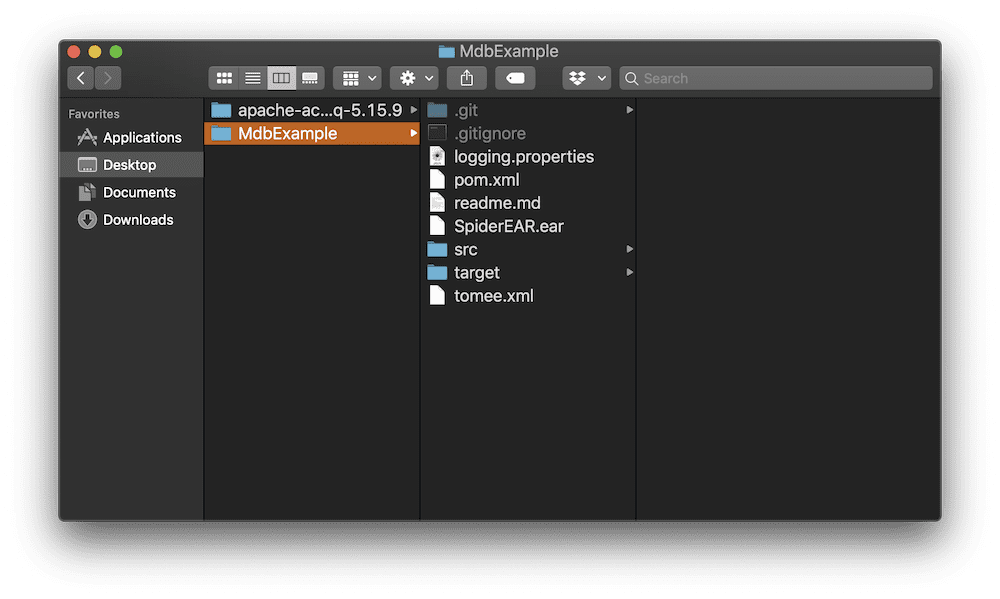 MdbExample
Search
Favorites
Applications
Desktop
Documents
Downloads
apache-ac...q-5.15.9
MdbExample
.git
.gitignore
logging.properties
pom.xml
readme.md
SpiderEAR.ear
src
target
tomee.xml